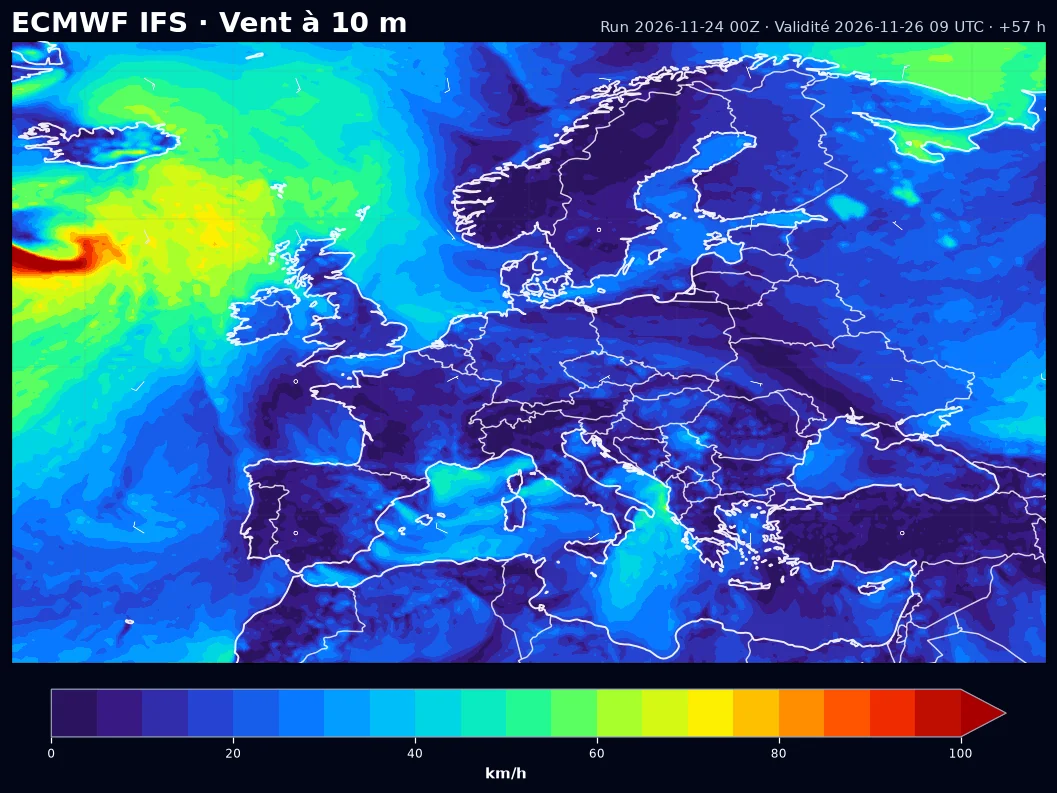 ECMWF IFS · Vent à 10 m
Run 2026-11-24 00Z · Validité 2026-11-26 09 UTC · +57 h
0 20 40 60 80 100
km/h